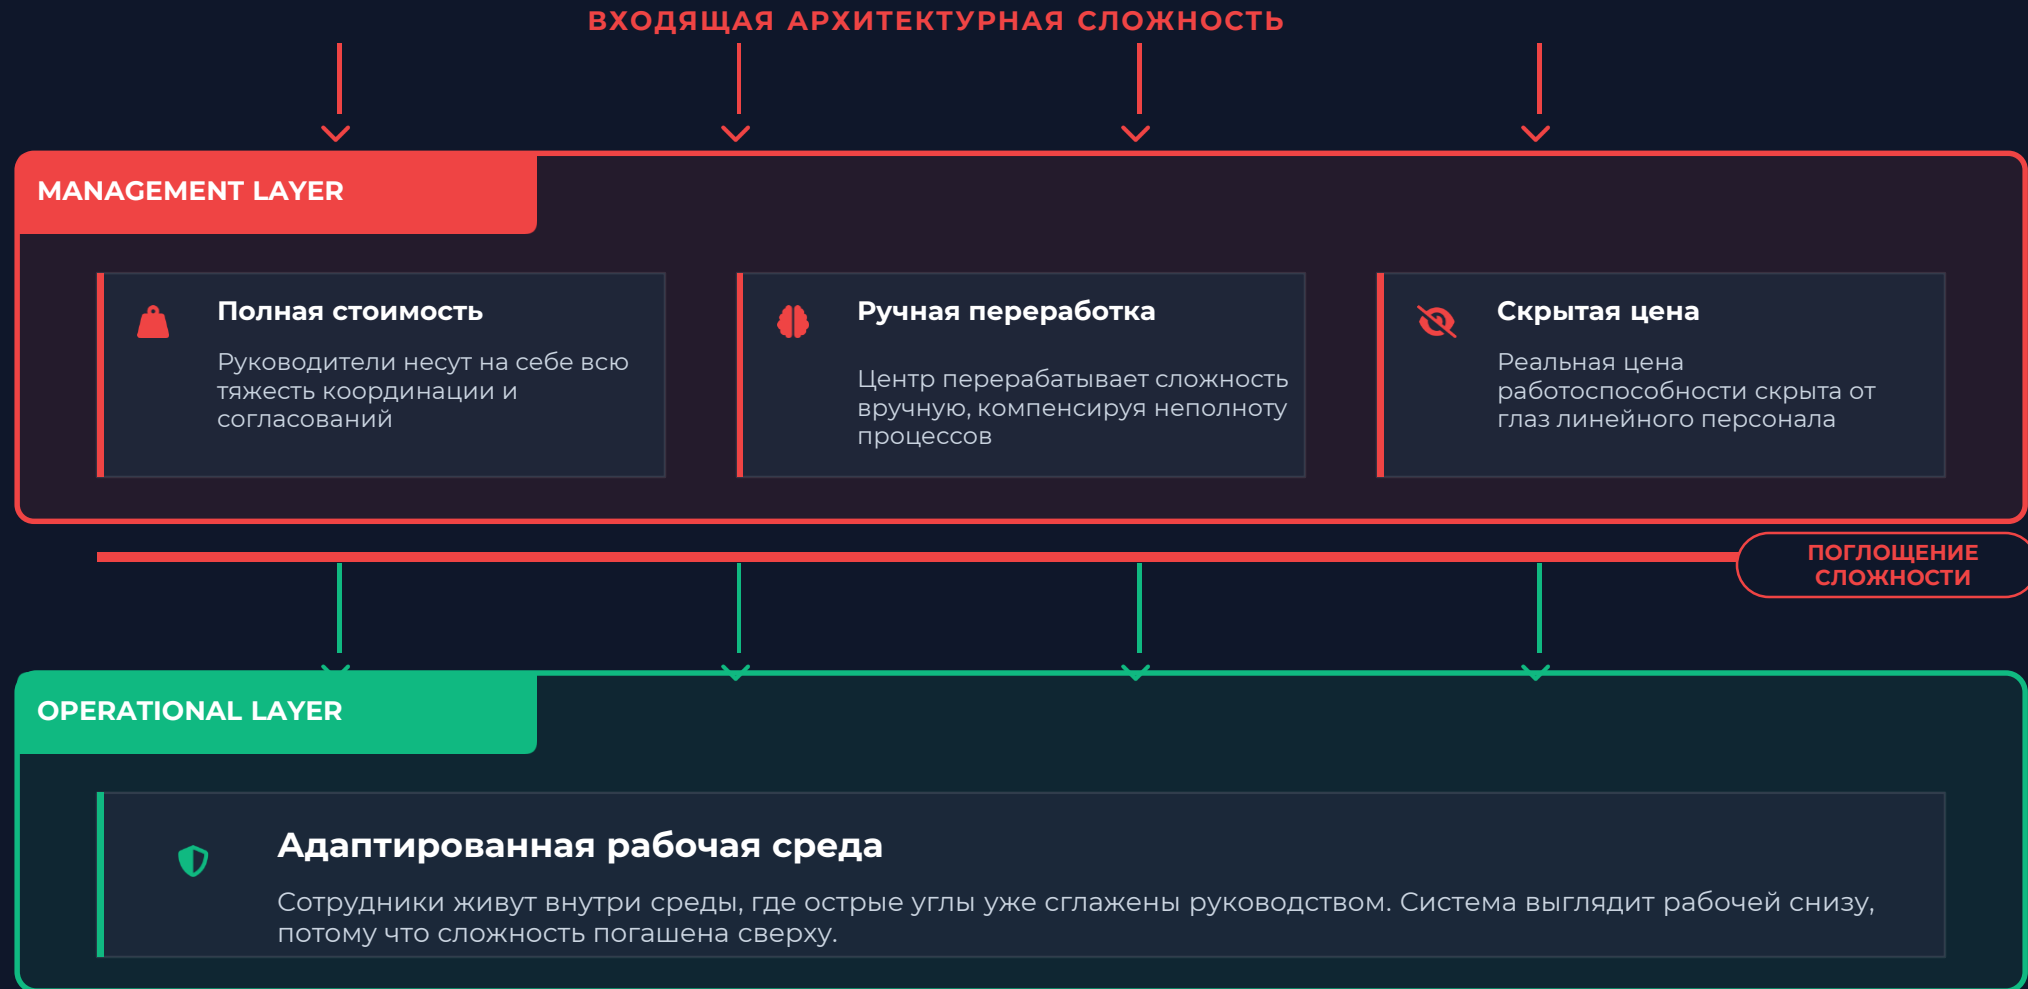 ВХОДЯЩАЯ АРХИТЕКТУРНАЯ СЛОЖНОСТЬ
MANAGEMENT LAYER
Полная стоимость
Руководители несут на себе всю
тяжесть координации и
согласований
Ручная переработка
Центр перерабатывает сложность
вручную, компенсируя неполноту
процессов
Скрытая цена
Реальная цена
работоспособности скрыта от
глаз линейного персонала
ПОГЛОЩЕНИЕ
СЛОЖНОСТИ
OPERATIONAL LAYER
Адаптированная рабочая среда
Сотрудники живут внутри среды, где острые углы уже сглажены руководством. Система выглядит рабочей снизу,
потому что сложность погашена сверху.